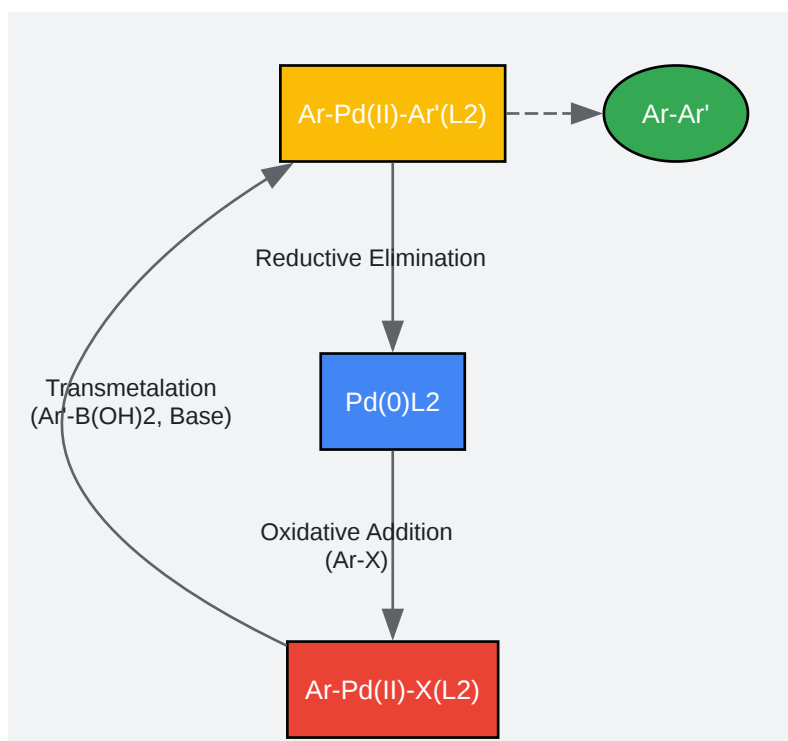 Ar-Pd(II)-Ar'(L2)
Ar-Ar'
Reductive Elimination
Transmetalation
(Ar'-B(OH)2, Base)
Pd(0)L2
Oxidative Addition
(Ar-X)
Ar-Pd(II)-X(L2)